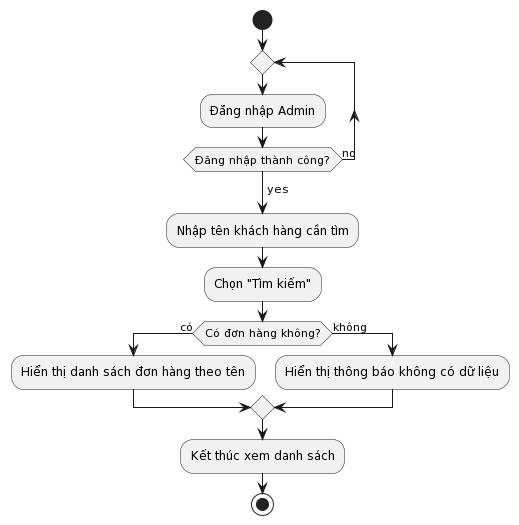 Đăng nhập Admin
Đăng nhập thành công?
no
yes
Nhập tên khách hàng cần tìm
Chọn "Tìm kiếm"
có
Có đơn hàng không?
không
Hiển thị danh sách đơn hàng theo tên
Hiển thị thông báo không có dữ liệu
Kết thúc xem danh sách